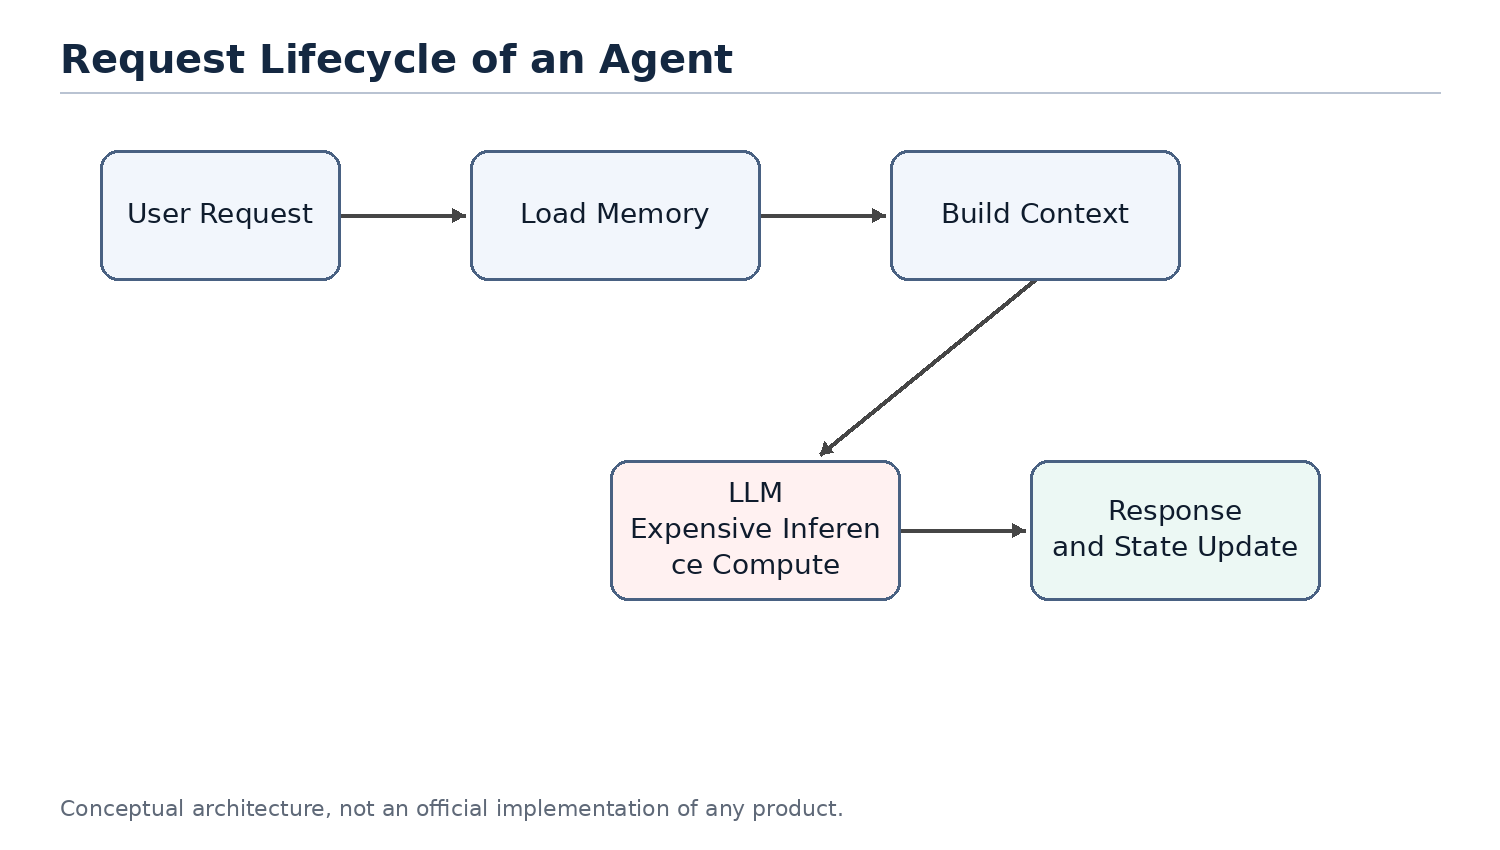 Request Lifecycle of an Agent
User Request
Load Memory
Build Context
LLM
Expensive Inferen
ce Compute
Response
and State Update
Conceptual architecture, not an official implementation of any product.